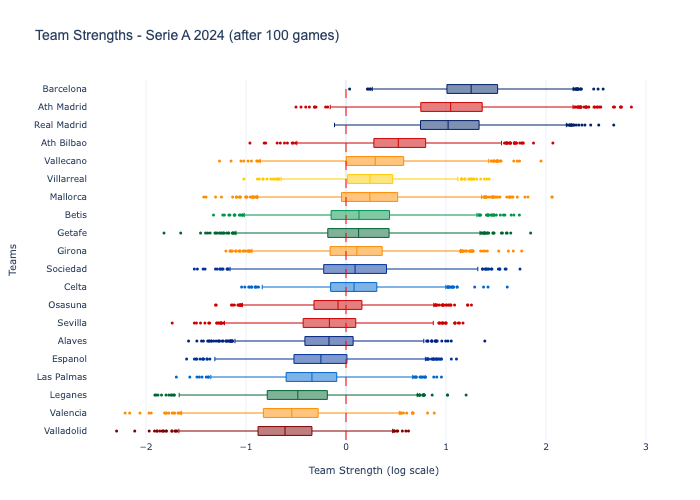 Team Strengths - Serie A 2024 (after 100 games)
Barcelona
Ath Madrid
Real Madrid
Ath Bilbao
Vallecano
Villarreal
Mallorca
Betis
Getafe
Girona
Sociedad
Celta
Osasuna
Sevilla
Alaves
Espanol
Las Palmas
Leganes
Valencia
Valladolid
Teams
−2 −1 0 1 2 3
Team Strength (log scale)